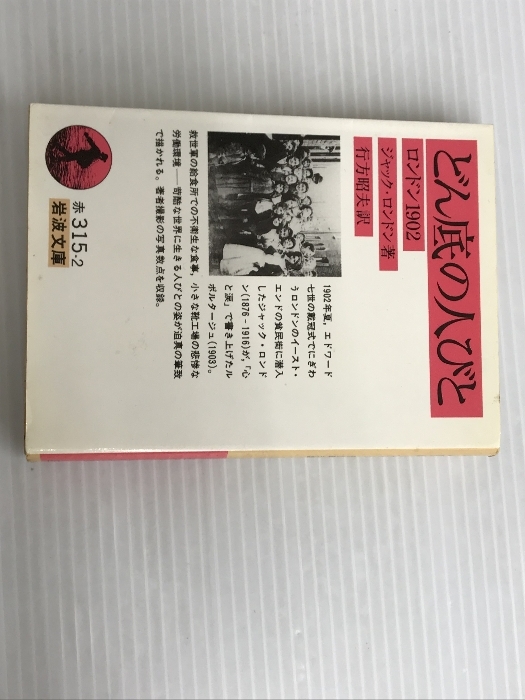 どん底の人びと
ロンドン1902
ジャック・ロンドン著
行方昭夫訳
1902年夏，エドワード
七世の戴冠式でにぎわ
うロンドンのイースト・
エンドの貧民街に潜入
したジャック・ロンド
ン(1876-1916)が，「心
と涙」で書き上げたル
ポルタージュ(1903)。
救世軍の給食所での不衛生な食事，小さな靴工場の悲惨な
労働環境――苛酷な世界に生きる人びとの姿が迫真の筆致
で描かれる。著者撮影の写真数点を収録。
赤315-2
岩波文庫